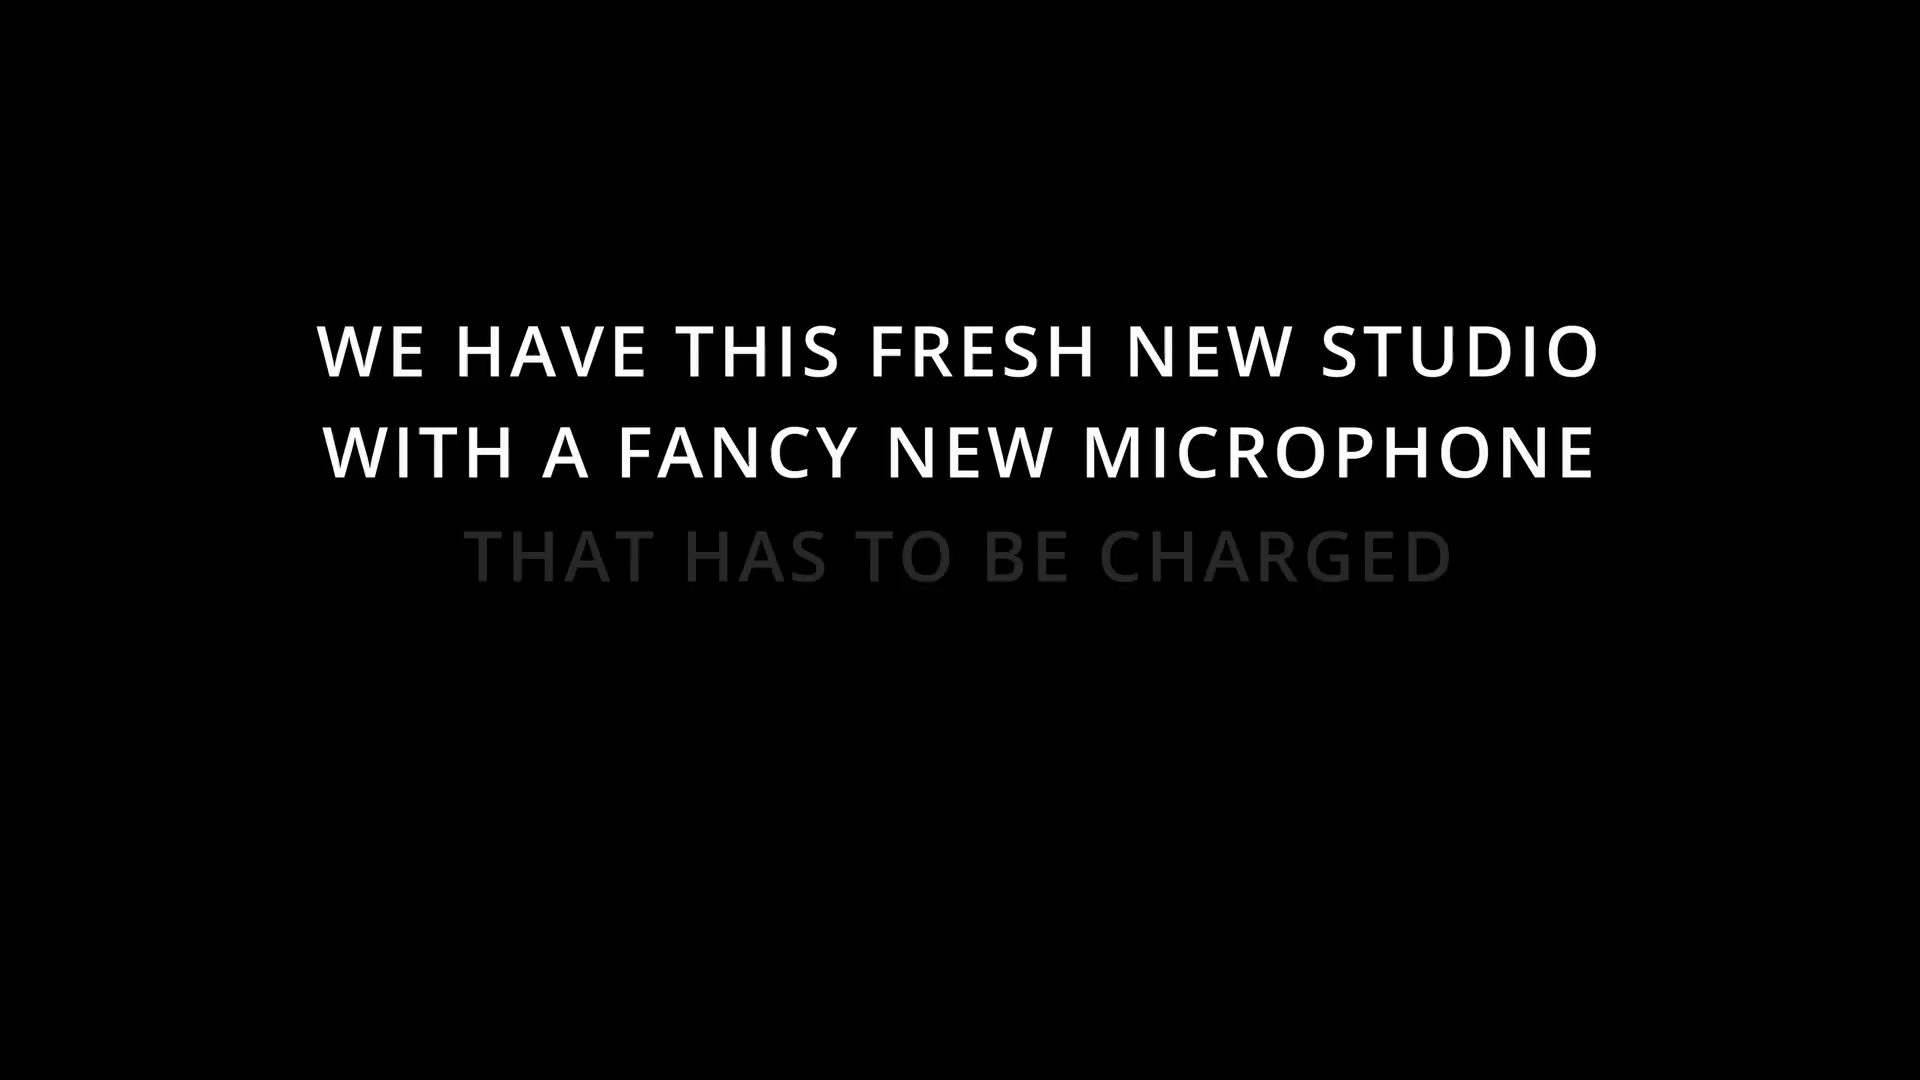 WE HAVE THIS FRESH NEW STUDIO
WITH A FANCY NEW MICROPHONE
THAT HAS TO BE CHARGED